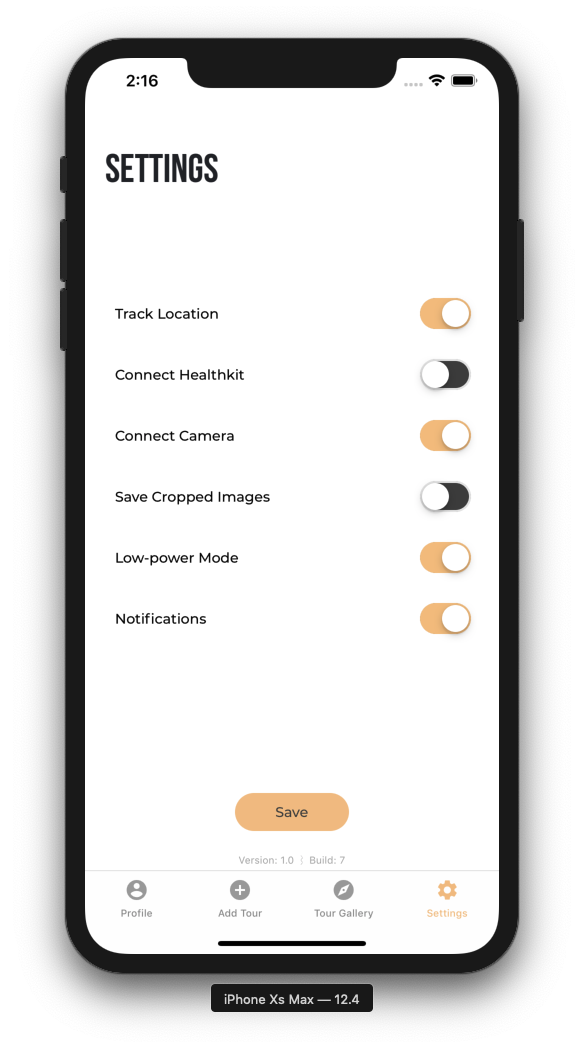 2:16
SETTINGS
Track Location
Connect Healthkit
Connect Camera
Save Cropped Images
Low-power Mode
Notifications
Save
Version: 1.0 | Build: 7
Profile Add Tour Tour Gallery Settings
iPhone Xs Max — 12.4